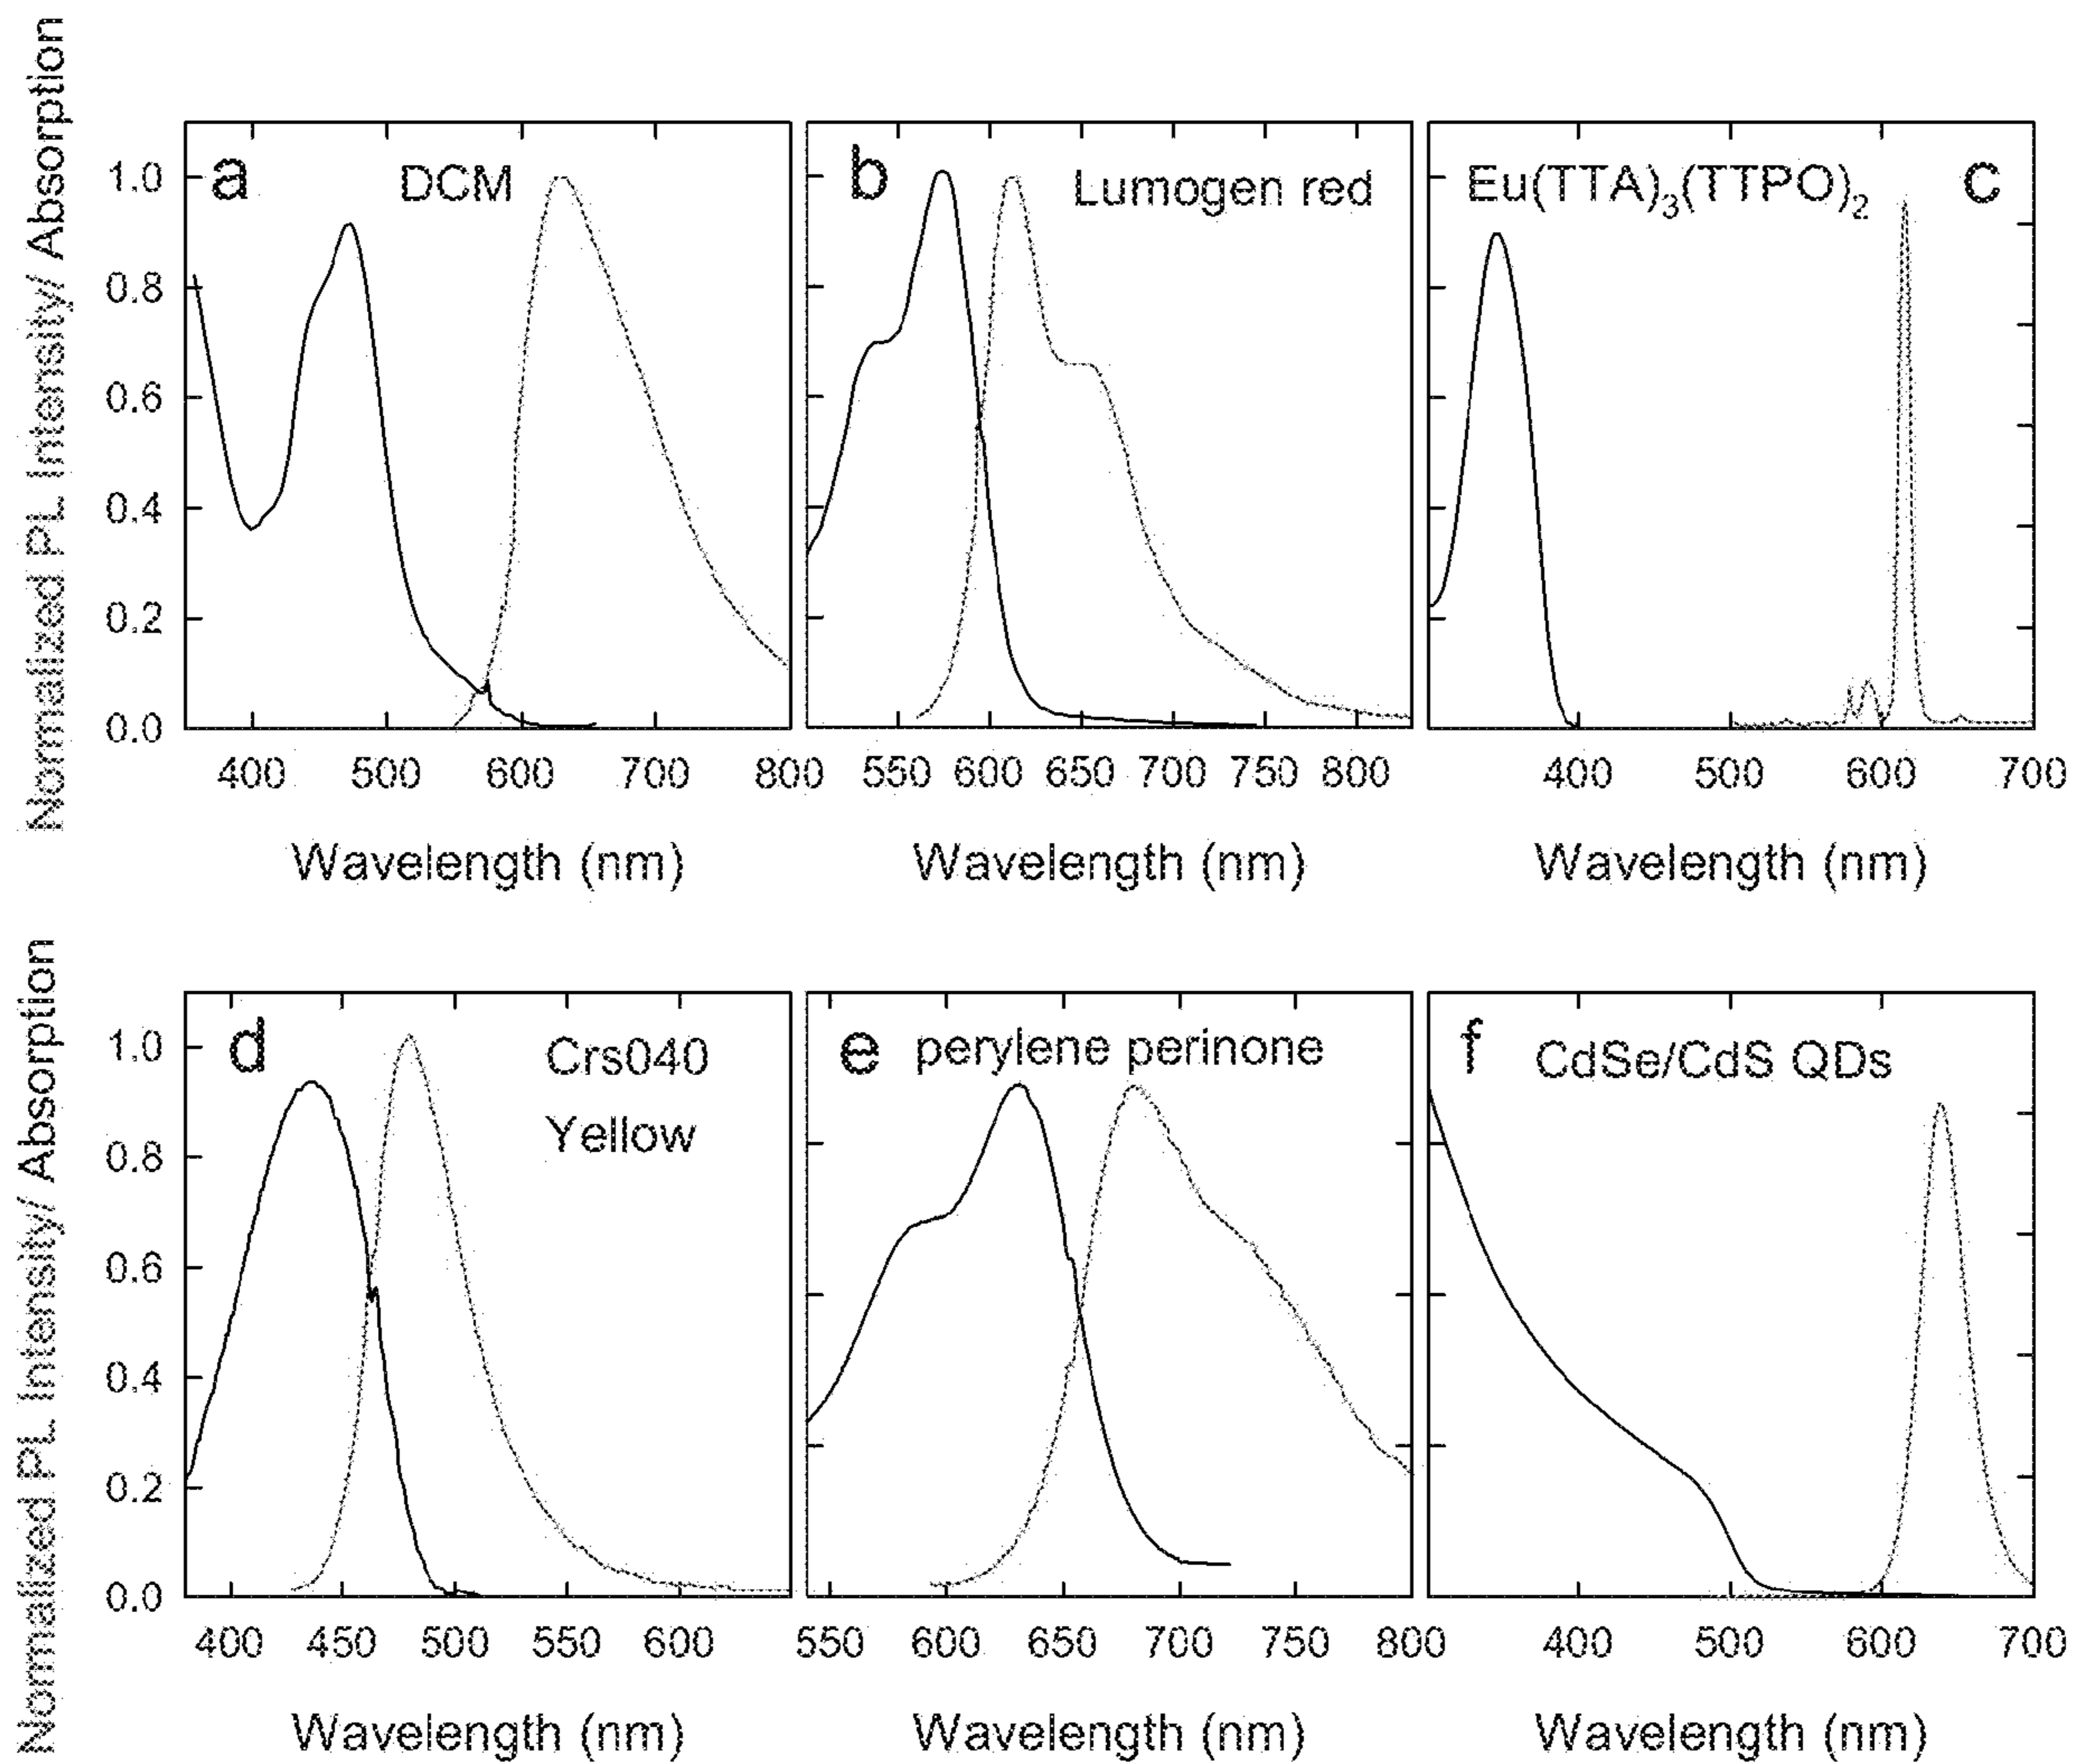 Normalized PL Intensity/ Absorption
a
DCM
b
Lumogen red
Eu(TTA)3(TTPO)2
c
1.0
0.8
0.6
0.4
0.2
0.0
400 500 600 700 800
550 600 650 700 750 800
400 500 600 700
Wavelength (nm)
Wavelength (nm)
Wavelength (nm)
Normalized PL Intensity/ Absorption
d
Crs040
Yellow
e
perylene perinone
f
CdSe/CdS QDs
1.0
0.8
0.6
0.4
0.2
0.0
400 450 500 550 600
550 600 650 700 750 800
400 500 600 700
Wavelength (nm)
Wavelength (nm)
Wavelength (nm)